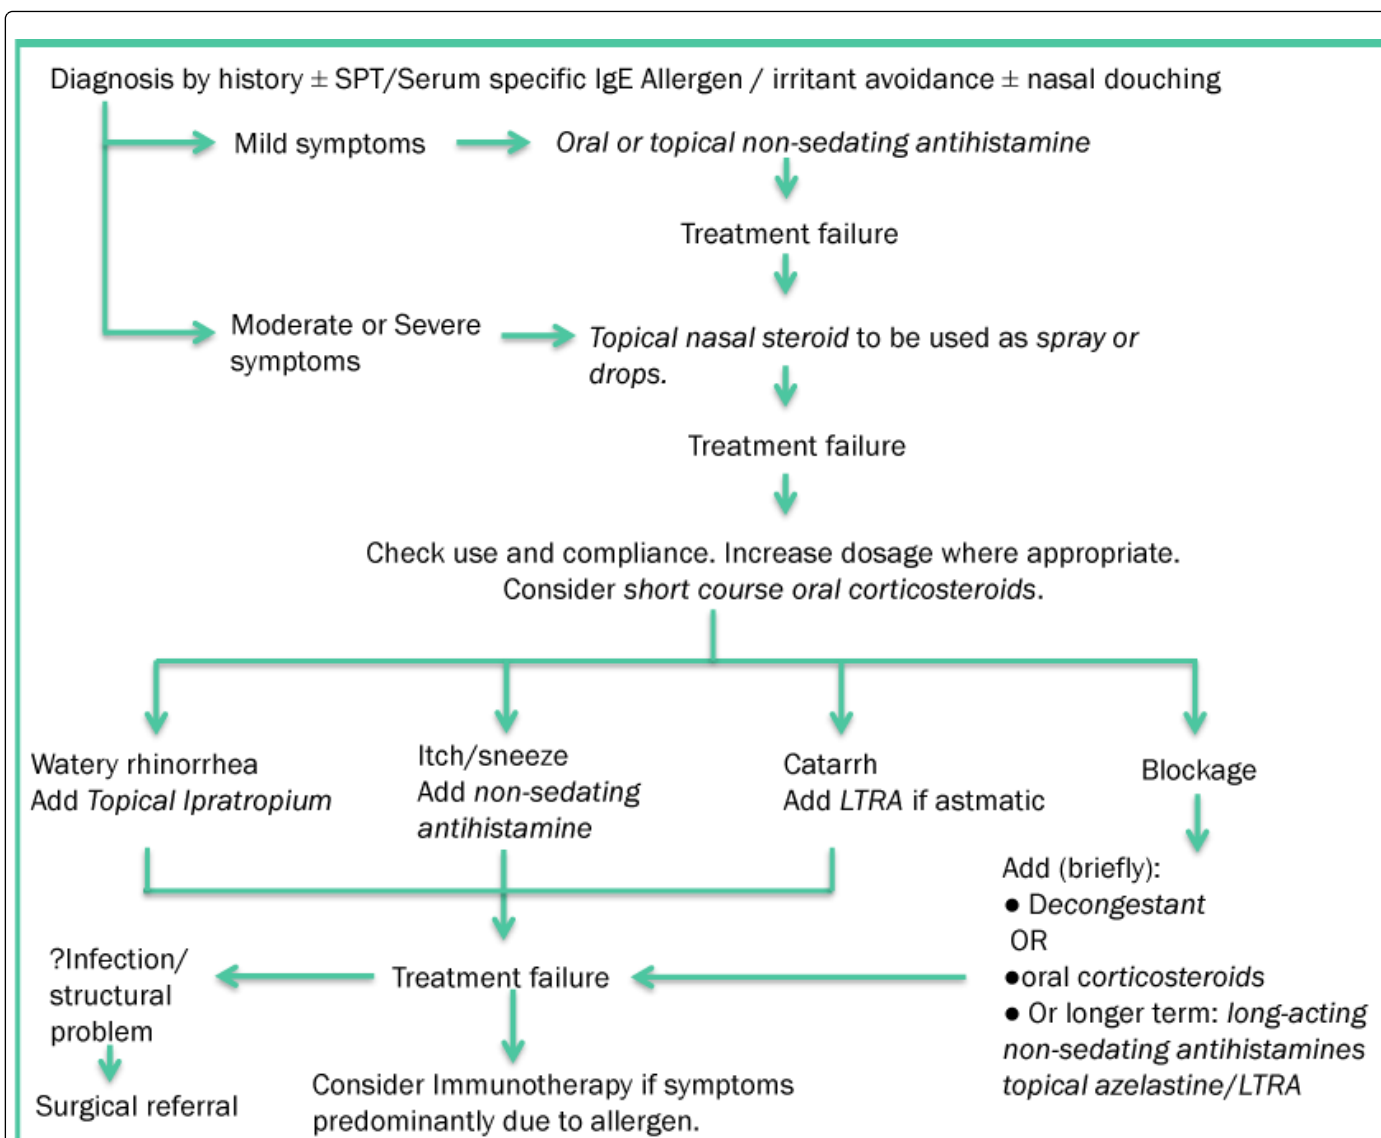 Diagnosis by history ± SPT/Serum specific IgE Allergen / irritant avoidance ± nasal douching
Mild symptoms
Oral or topical non-sedating antihistamine
Treatment failure
Moderate or Severe
symptoms
Topical nasal steroid to be used as spray or
drops.
Treatment failure
Check use and compliance. Increase dosage where appropriate.
Consider short course oral corticosteroids.
Watery rhinorrhea
Add Topical Ipratropium
Itch/sneeze
Add non-sedating
antihistamine
Catarrh
Add LTRA if astmatic
Blockage
Add (briefly):
● Decongestant
OR
●oral corticosteroids
● Or longer term: long-acting
non-sedating antihistamines
topical azelastine/LTRA
Treatment failure
?Infection/
structural
problem
Surgical referral
Consider Immunotherapy if symptoms
predominantly due to allergen.